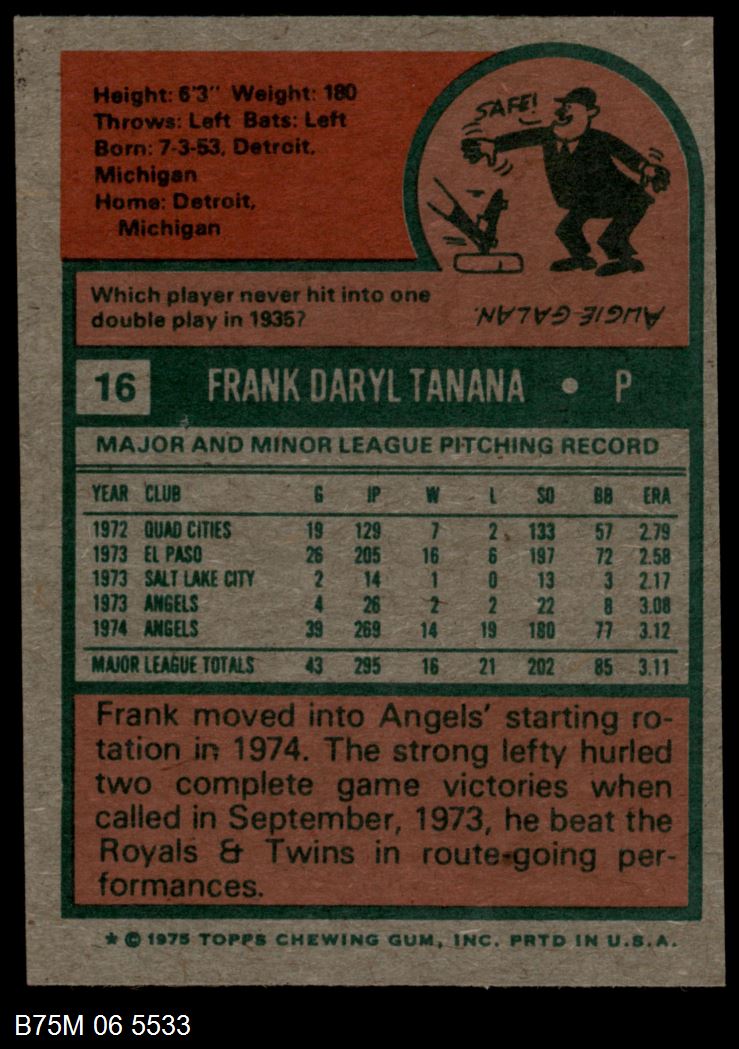 Height: 6'3" Weight: 180
Throws: Left Bats: Left
Born: 7-3-53, Detroit,
Michigan
Home: Detroit,
Michigan
SAFE!
Which player never hit into one
double play in 1935?
AUGIE GALAN.
16 FRANK DARYL TANANA • P
MAJOR AND MINOR LEAGUE PITCHING RECORD
YEAR CLUB G IP W L SO BB ERA
1972 QUAD CITIES 19 129 7 2 133 57 2.79
1973 EL PASO 26 205 16 6 197 72 2.58
1973 SALT LAKE CITY 2 14 1 0 13 3 2.17
1973 ANGELS 4 26 2 2 22 8 3.08
1974 ANGELS 39 269 14 19 180 77 3.12
MAJOR LEAGUE TOTALS 43 295 16 21 202 85 3.11
Frank moved into Angels' starting ro-
tation in 1974. The strong lefty hurled
two complete game victories when
called in September, 1973, he beat the
Royals & Twins in route-going per-
formances.
* © 1975 TOPPS CHEWING GUM, INC. PRTD IN U.S.A.
B75M 06 5533